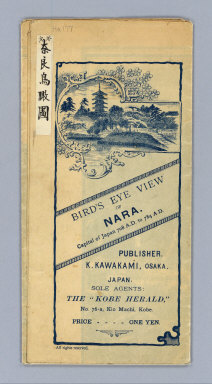 奈良鳥瞰圖
BIRD'S EYE VIEW
OF
NARA.
Capital of Japan 708 A.D. to 784 A.D.
PUBLISHER.
K. KAWAKAMI, OSAKA.
JAPAN.
SOLE AGENTS:
THE "KOBE HERALD,"
No 76-a, Kio Machi, Kobe.
PRICE - - - - ONE YEN.
All rights reserved.